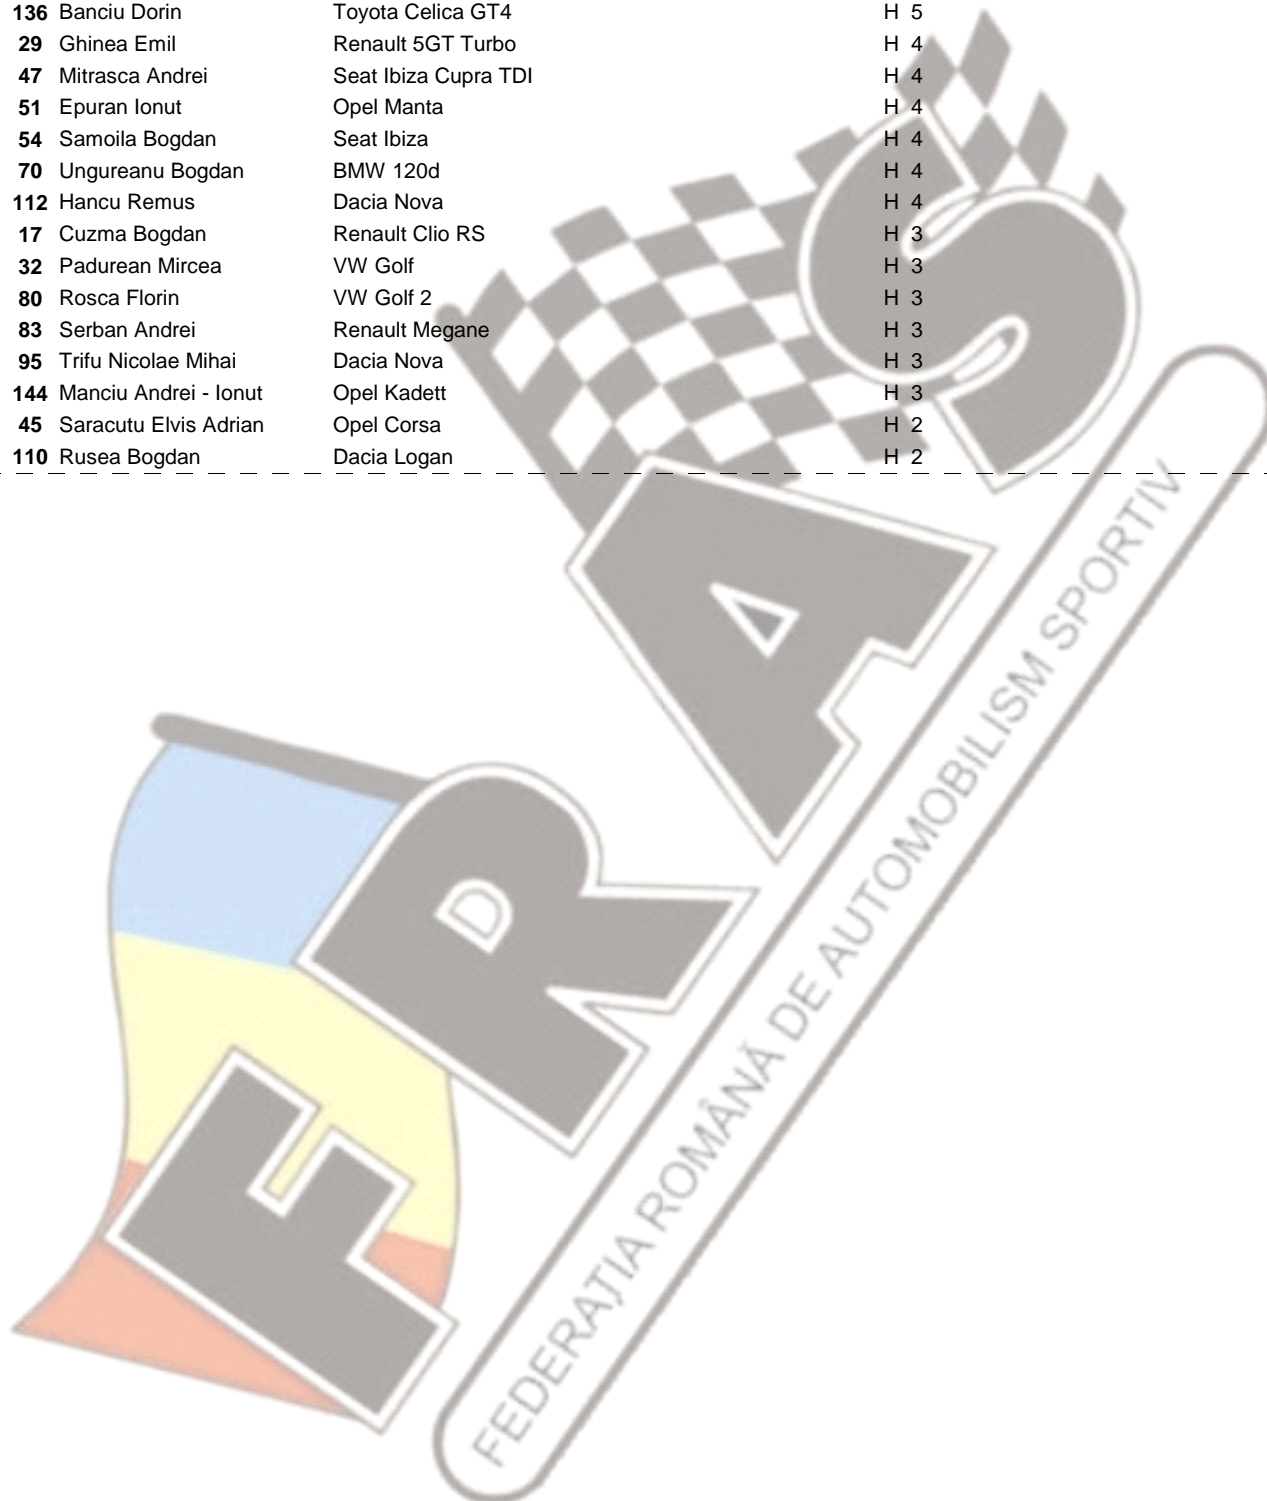 136 Banciu Dorin Toyota Celica GT4 H 5
29 Ghinea Emil Renault 5GT Turbo H 4
47 Mitrasca Andrei Seat Ibiza Cupra TDI H 4
51 Epuran Ionut Opel Manta H 4
54 Samoila Bogdan Seat Ibiza H 4
70 Ungureanu Bogdan BMW 120d H 4
112 Hancu Remus Dacia Nova H 4
17 Cuzma Bogdan Renault Clio RS H 3
32 Padurean Mircea VW Golf H 3
80 Rosca Florin VW Golf 2 H 3
83 Serban Andrei Renault Megane H 3
95 Trifu Nicolae Mihai Dacia Nova H 3
144 Manciu Andrei - Ionut Opel Kadett H 3
45 Saracutu Elvis Adrian Opel Corsa H 2
110 Rusea Bogdan Dacia Logan H 2
FRAS
FEDERAŢIA ROMÂNĂ DE AUTOMOBILISM SPORTIV